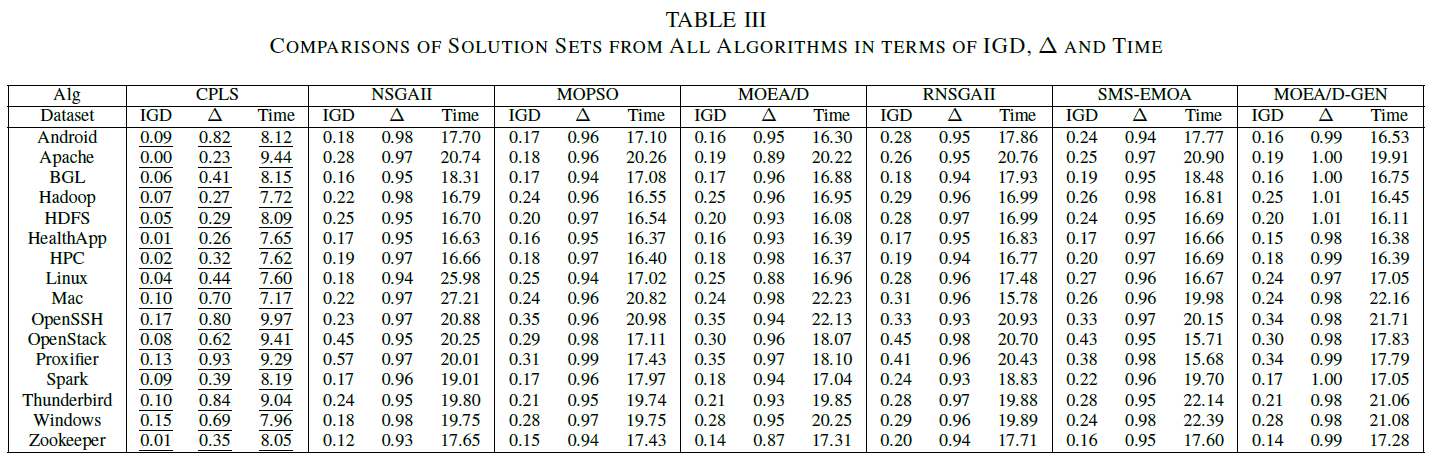 TABLE III
COMPARISONS OF SOLUTION SETS FROM ALL ALGORITHMS IN TERMS OF IGD, Δ AND TIME
Alg CPLS NSGAII MOPSO MOEA/D RNSGAII SMS-EMOA MOEA/D-GEN
Dataset IGD Δ Time IGD Δ Time IGD Δ Time IGD Δ Time IGD Δ Time IGD Δ Time IGD Δ Time
Android 0.09 0.82 8.12 0.18 0.98 17.70 0.17 0.96 17.10 0.16 0.95 16.30 0.28 0.95 17.86 0.24 0.94 17.77 0.16 0.99 16.53
Apache 0.00 0.23 9.44 0.28 0.97 20.74 0.18 0.96 20.26 0.19 0.89 20.22 0.26 0.95 20.76 0.25 0.97 20.90 0.19 1.00 19.91
BGL 0.06 0.41 8.15 0.16 0.95 18.31 0.17 0.94 17.08 0.17 0.96 16.88 0.18 0.94 17.93 0.19 0.95 18.48 0.16 1.00 16.75
Hadoop 0.07 0.27 7.72 0.22 0.98 16.79 0.24 0.96 16.55 0.25 0.96 16.95 0.29 0.96 16.99 0.26 0.98 16.81 0.25 1.01 16.45
HDFS 0.05 0.29 8.09 0.25 0.95 16.70 0.20 0.97 16.54 0.20 0.93 16.08 0.28 0.97 16.99 0.24 0.95 16.69 0.20 1.01 16.11
HealthApp 0.01 0.26 7.65 0.17 0.95 16.63 0.16 0.95 16.37 0.16 0.93 16.39 0.17 0.95 16.83 0.17 0.97 16.66 0.15 0.98 16.38
HPC 0.02 0.32 7.62 0.19 0.97 16.66 0.18 0.97 16.40 0.18 0.98 16.37 0.19 0.94 16.77 0.20 0.97 16.69 0.18 0.99 16.39
Linux 0.04 0.44 7.60 0.18 0.94 25.98 0.25 0.94 17.02 0.25 0.88 16.96 0.28 0.96 17.48 0.27 0.96 16.67 0.24 0.97 17.05
Mac 0.10 0.70 7.17 0.22 0.97 27.21 0.24 0.96 20.82 0.24 0.98 22.23 0.31 0.96 15.78 0.26 0.96 19.98 0.24 0.98 22.16
OpenSSH 0.17 0.80 9.97 0.23 0.97 20.88 0.35 0.96 20.98 0.35 0.94 22.13 0.33 0.93 20.93 0.33 0.97 20.15 0.34 0.98 21.71
OpenStack 0.08 0.62 9.41 0.45 0.95 20.25 0.29 0.98 17.11 0.30 0.96 18.07 0.45 0.98 20.70 0.43 0.95 15.71 0.30 0.98 17.83
Proxifier 0.13 0.93 9.29 0.57 0.97 20.01 0.31 0.99 17.43 0.35 0.97 18.10 0.41 0.96 20.43 0.38 0.98 15.68 0.34 0.99 17.79
Spark 0.09 0.39 8.19 0.17 0.96 19.01 0.17 0.96 17.97 0.18 0.94 17.04 0.24 0.93 18.83 0.22 0.96 19.70 0.17 1.00 17.05
Thunderbird 0.10 0.84 9.04 0.24 0.95 19.80 0.21 0.95 19.74 0.21 0.93 19.85 0.28 0.97 19.88 0.28 0.95 22.14 0.21 0.98 21.06
Windows 0.15 0.69 7.96 0.18 0.98 19.75 0.28 0.97 19.75 0.28 0.95 20.25 0.29 0.96 19.89 0.24 0.98 22.39 0.28 0.98 21.08
Zookeeper 0.01 0.35 8.05 0.12 0.93 17.65 0.15 0.94 17.43 0.14 0.87 17.31 0.20 0.94 17.71 0.16 0.95 17.60 0.14 0.99 17.28